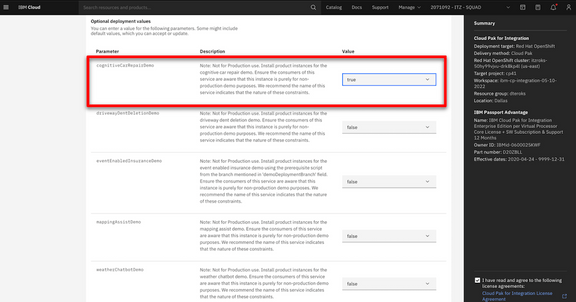 IBM Cloud
Search resources and products...
Catalog
Docs
Support
Manage
2071692 - ITZ - SQUAD
Optional deployment values
You can enter a value for the following parameters. Some might include
default values, which you can accept or update.
Parameter
Description
Value
cognitiveCarRepairDemo
Note: Not for Production use. Install product instances for the
cognitive car repair demo. Ensure the consumers of this
service are aware that this instance is purely for non-
production demo purposes. We recommend the name of this
service indicates that the nature of these constraints.
true
drivewayDentDeletionDemo
Note: Not for Production use. Install product instances for the
driveway dent deletion demo. Ensure the consumers of this
service are aware that this instance is purely for non-
production demo purposes. We recommend the name of this
service indicates that the nature of these constraints.
false
eventEnabledInsuranceDemo
Note: Not for Production use. Install product instances for the
event enabled insurance demo using the prerequisite script
from the branch mentioned in 'demoDeploymentBranch' field.
Ensure the consumers of this service are aware that this
instance is purely for non-production demo purposes. We
recommend the name of this service indicates that the nature
of these constraints.
false
mappingAssistDemo
Note: Not for Production use. Install product instances for the
mapping assist demo. Ensure the consumers of this service
are aware that this instance is purely for non-production demo
purposes. We recommend the name of this service indicates
that the nature of these constraints.
false
weatherChatbotDemo
Note: Not for Production use. Install product instances for the
weather chatbot demo. Ensure the consumers of this service
are aware that this instance is purely for non-production demo
purposes. We recommend the name of this service indicates
that the nature of these constraints.
false
Summary
Cloud Pak for Integration
Deployment target: Red Hat OpenShift
Delivery method: Cloud Pak
Red Hat OpenShift cluster: itzroks-
(us-east)
Target project: cp4i
Workspace: ibm-cp-integration-05-10-
2022
Resource group: itzroks
Location: Dallas
IBM Passport Advantage
Name: IBM Cloud Pak for Integration
Enterprise Edition per Virtual Processor
Core License + SW Subscription & Support
12 Months
Owner ID: IBMid-0600025KWF
Part number: D20ZBLL
Effective dates: 2020-04-24 - 9999-12-31
I have read and agree to the following
license agreements:
Cloud Pak for Integration License
Agreement